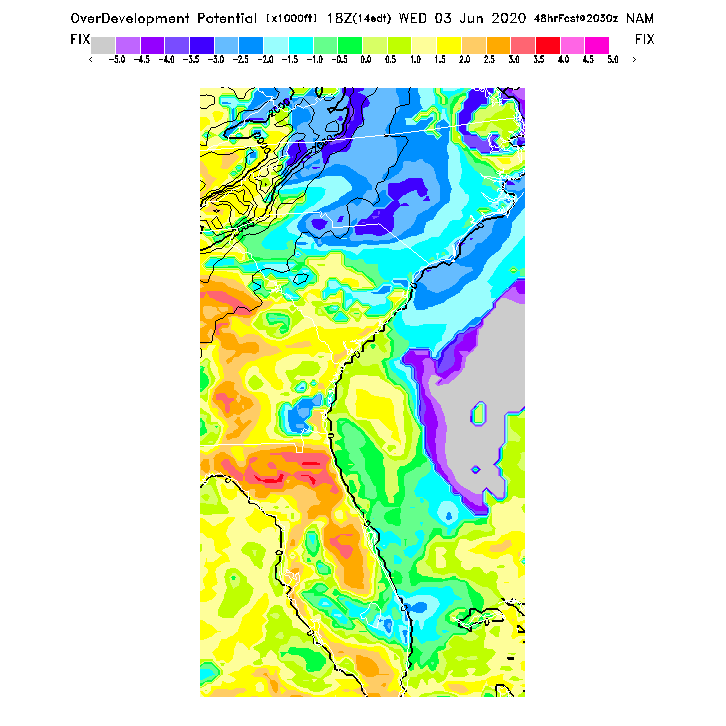 OverDevelopment Potential [x1000ft] 18Z(14edt) WED 03 Jun 2020 48hrFcst@2030z NAM
FIX FIX
< -5.0 -4.5 -4.0 -3.5 -3.0 -2.5 -2.0 -1.5 -1.0 -0.5 0.0 0.5 1.0 1.5 2.0 2.5 3.0 3.5 4.0 4.5 5.0 >
2000
2000